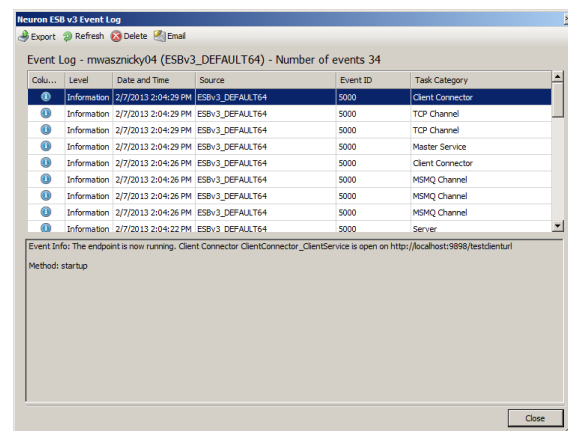 Neuron ESB v3 Event Log
Export Refresh Delete Email
Event Log - mwasznicky04 (ESBv3_DEFAULT64) - Number of events 34
Colu... Level Date and Time Source Event ID Task Category
Information 2/7/2013 2:04:29 PM ESBv3_DEFAULT64 5000 Client Connector
Information 2/7/2013 2:04:29 PM ESBv3_DEFAULT64 5000 TCP Channel
Information 2/7/2013 2:04:29 PM ESBv3_DEFAULT64 5000 TCP Channel
Information 2/7/2013 2:04:29 PM ESBv3_DEFAULT64 5000 Master Service
Information 2/7/2013 2:04:26 PM ESBv3_DEFAULT64 5000 Client Connector
Information 2/7/2013 2:04:26 PM ESBv3_DEFAULT64 5000 MSMQ Channel
Information 2/7/2013 2:04:26 PM ESBv3_DEFAULT64 5000 MSMQ Channel
Information 2/7/2013 2:04:26 PM ESBv3_DEFAULT64 5000 MSMQ Channel
Information 2/7/2013 2:04:22 PM ESBv3_DEFAULT64 5000 Server
Event Info: The endpoint is now running. Client Connector ClientConnector_ClientService is open on http://localhost:9898/testclienturl
Method: startup
Close